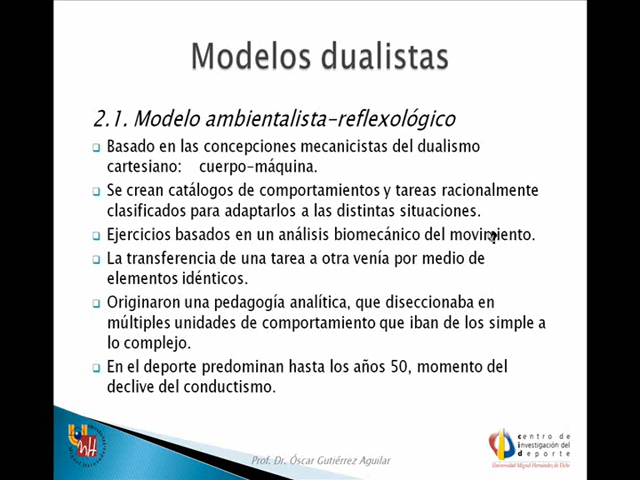 Modelos dualistas
2.1. Modelo ambientalista-reflexológico
Basado en las concepciones mecanicistas del dualismo
cartesiano: cuerpo-máquina.
Se crean catálogos de comportamientos y tareas racionalmente
clasificados para adaptarlos a las distintas situaciones.
Ejercicios basados en un análisis biomecánico del movimiento.
La transferencia de una tarea a otra venía por medio de
elementos idénticos.
Originaron una pedagogía analítica, que diseccionaba en
múltiples unidades de comportamiento que iban de los simple a
lo complejo.
En el deporte predominan hasta los años 50, momento del
declive del conductismo.
Prof. Dr. Óscar Gutiérrez Aguilar
centro de
investigación del
deporte
Universidad Miguel Hernández de Elche